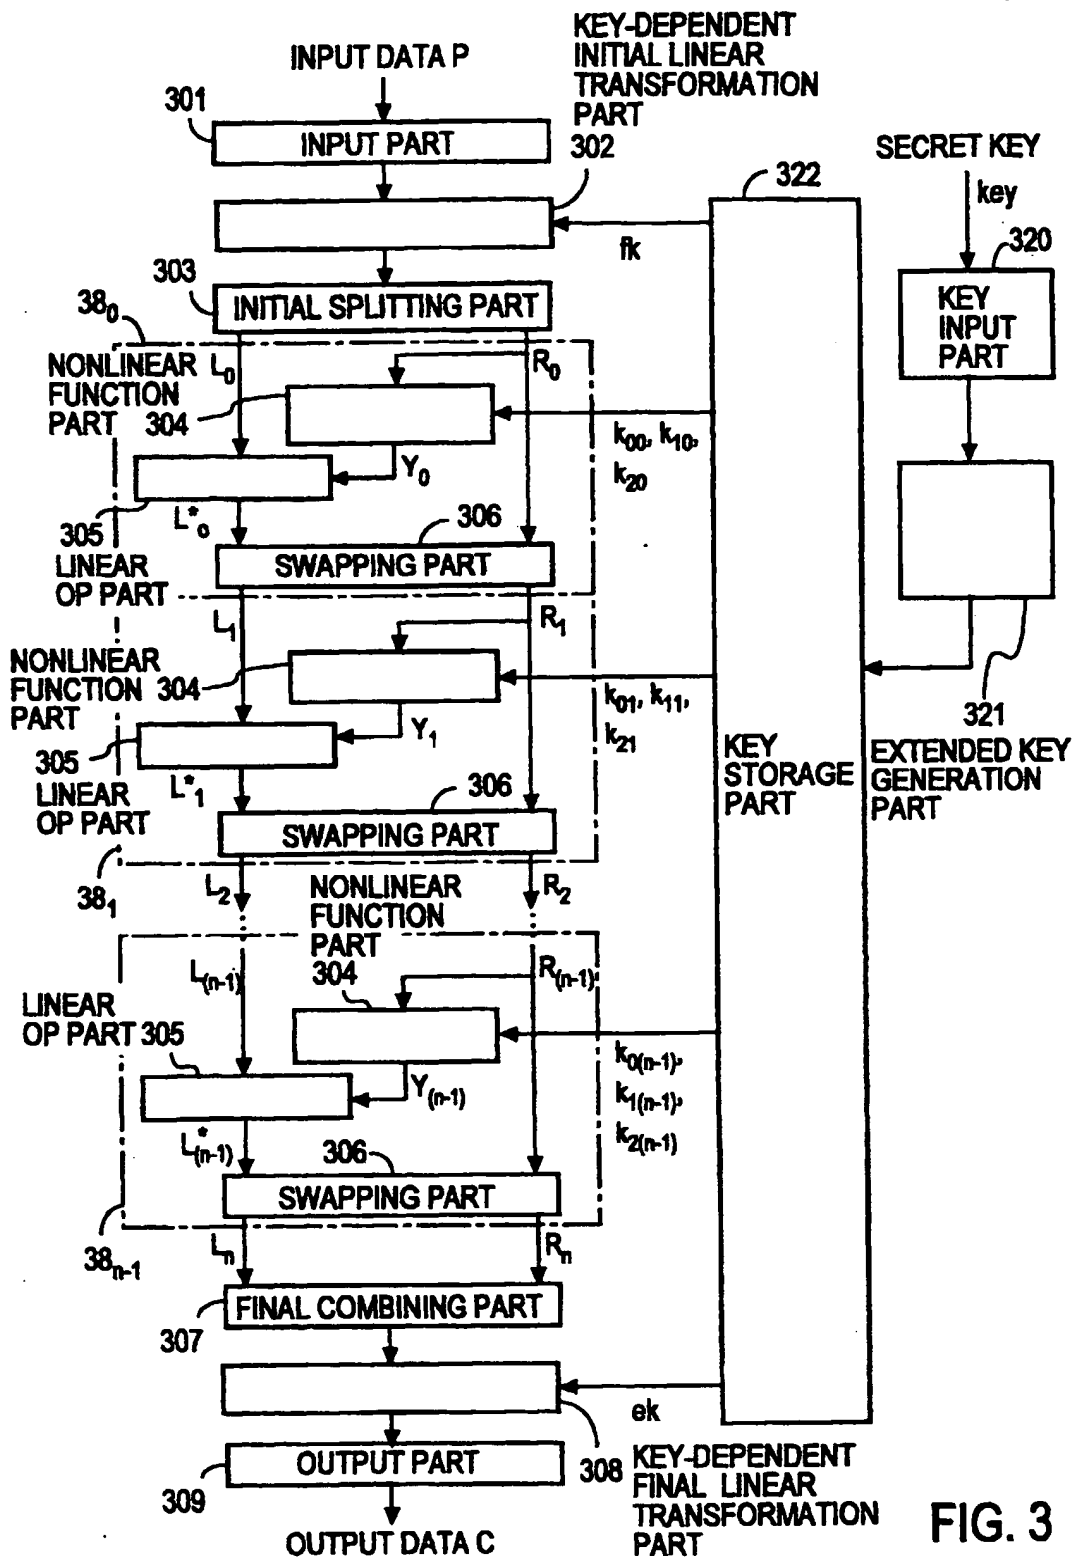 INPUT DATA P
KEY-DEPENDENT
INITIAL LINEAR
TRANSFORMATION
PART
301
INPUT PART
302
322
SECRET KEY
key
fk
320
303
INITIAL SPLITTING PART
KEY
INPUT
PART
38₀
NONLINEAR
FUNCTION
PART
304
L₀
R₀
k₀₀, k₁₀,
k₂₀
Y₀
305
L*₀
306
LINEAR
OP PART
SWAPPING PART
L₁
R₁
NONLINEAR
FUNCTION
PART
304
k₀₁, k₁₁,
k₂₁
321
EXTENDED KEY
GENERATION
PART
KEY
STORAGE
PART
Y₁
305
L*₁
306
LINEAR
OP PART
SWAPPING PART
38₁
L₂
R₂
NONLINEAR
FUNCTION
PART
304
L(n-1)
R(n-1)
LINEAR
OP PART
305
k0(n-1),
k1(n-1),
k2(n-1)
Y(n-1)
L*(n-1)
306
SWAPPING PART
38n-1
Ln
Rn
FINAL COMBINING PART
307
ek
308
KEY-DEPENDENT
FINAL LINEAR
TRANSFORMATION
PART
OUTPUT PART
309
OUTPUT DATA C
FIG. 3